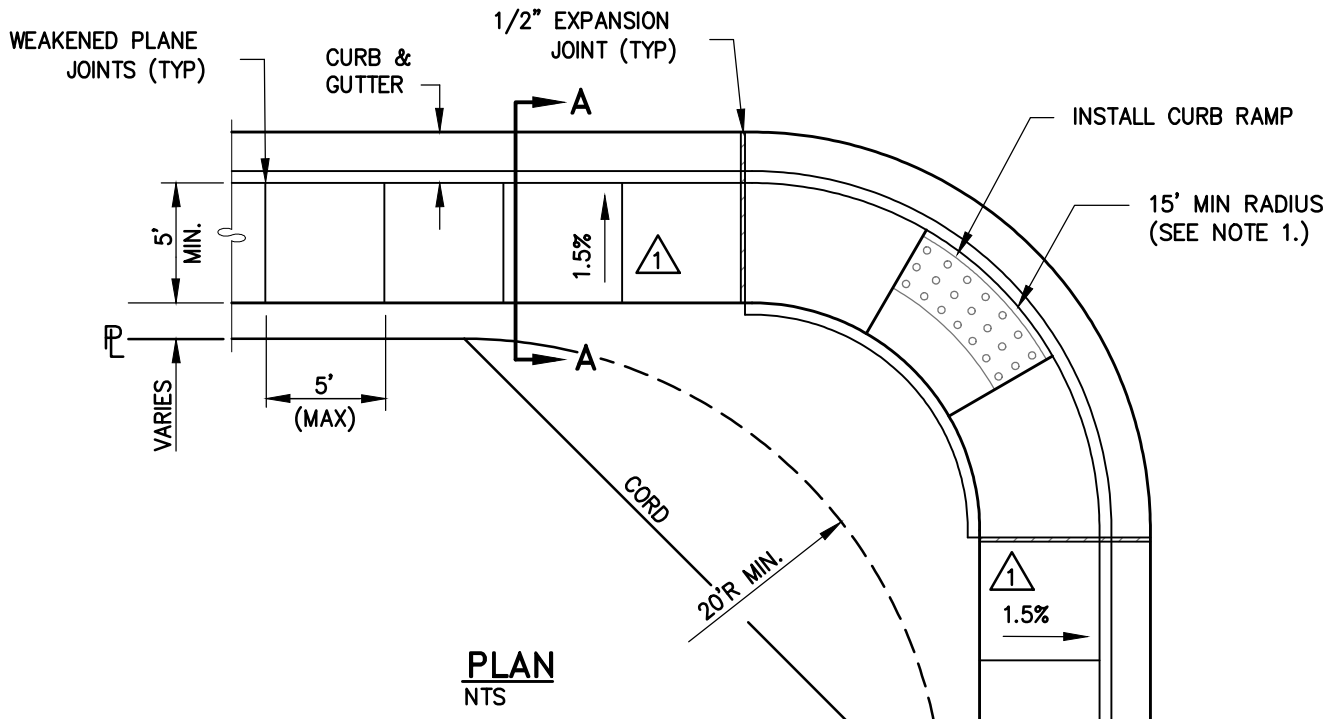 WEAKENED PLANE
JOINTS (TYP)
CURB &
GUTTER
1/2" EXPANSION
JOINT (TYP)
A
INSTALL CURB RAMP
15' MIN RADIUS
(SEE NOTE 1.)
5'
MIN.
1.5%
1
PL
A
VARIES
5'
(MAX)
CORD
20'R MIN.
1
1.5%
PLAN
NTS